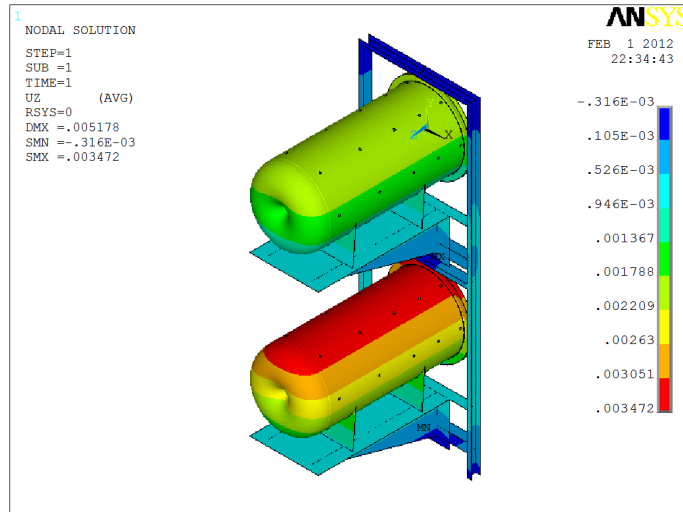 1
NODAL SOLUTION
STEP=1
SUB =1
TIME=1
UZ (AVG)
RSYS=0
DMX =.005178
SMN =-.316E-03
SMX =.003472
ANSYS
FEB 1 2012
22:34:43
-.316E-03
.105E-03
.526E-03
.946E-03
.001367
.001788
.002209
.00263
.003051
.003472
Y
X
MN